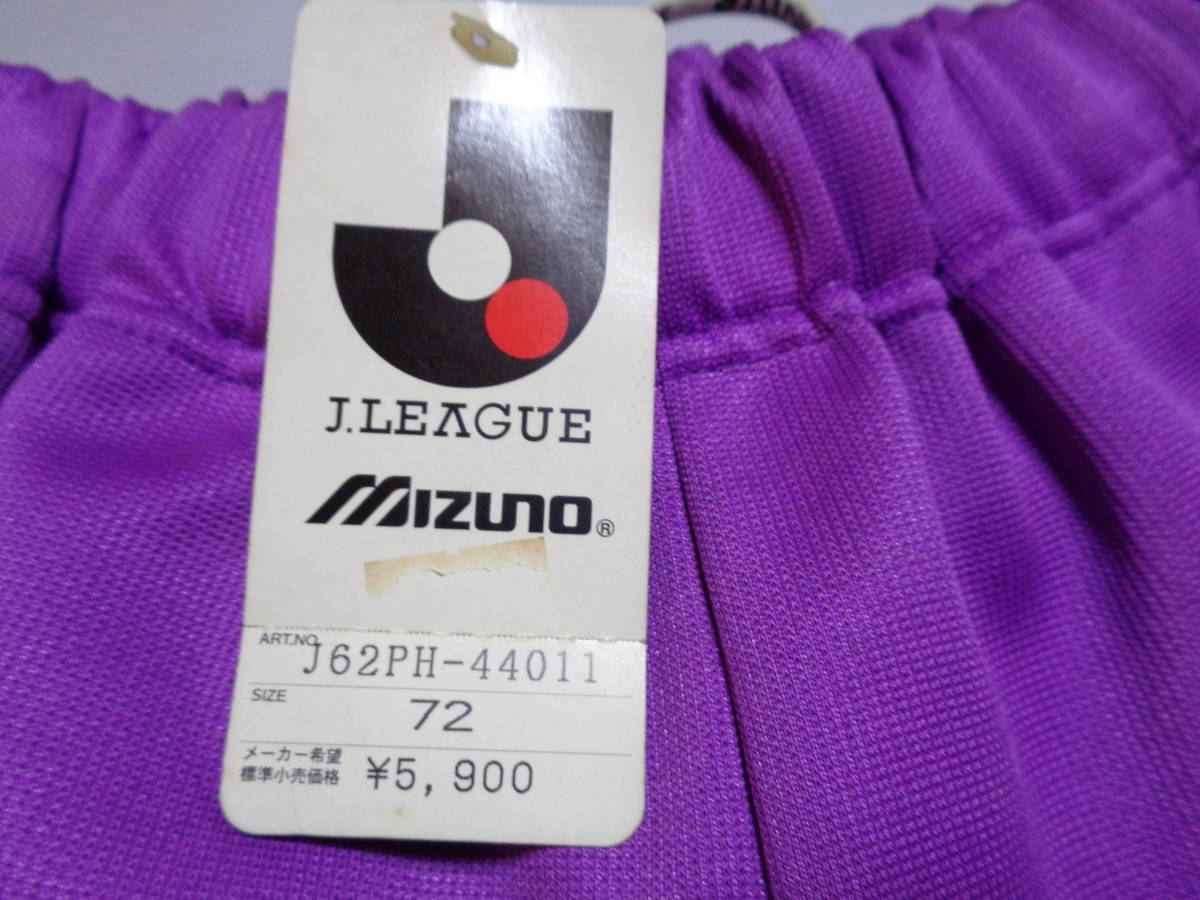 J.LEAGUE
MIZUNO®
ART.NO J62PH-44011
SIZE 72
メーカー希望
標準小売価格 ¥5,900